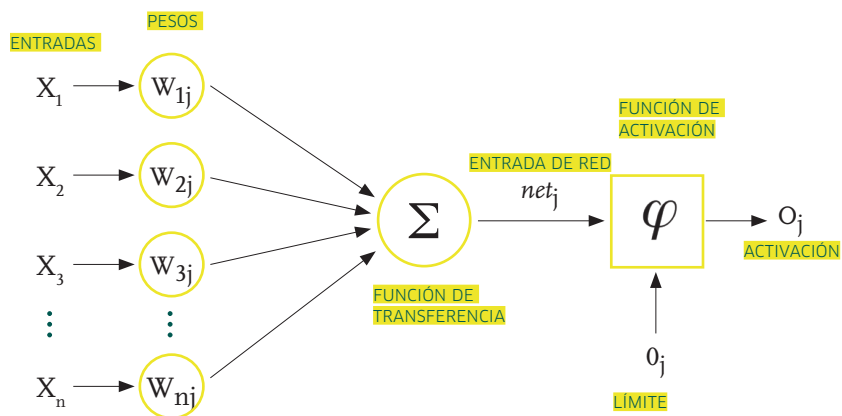 PESOS
ENTRADAS
X1
W1j
FUNCIÓN DE
ACTIVACIÓN
X2
W2j
ENTRADA DE RED
netj
Σ
φ
Oj
ACTIVACIÓN
X3
W3j
FUNCIÓN DE
TRANSFERENCIA
0j
Xn
Wnj
LÍMITE